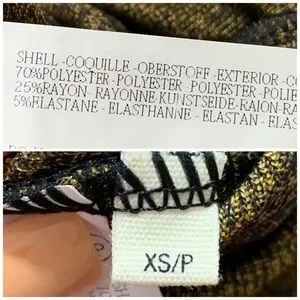 SHELL -COQUILLE -OBERSTOFF -EXTERIOR -CO
70%POLYESTER- POLYESTER- POLYESTER -POLIE
25%RAYON- RAYONNE-KUNSTSEIDE-RAION-RA
5%ELASTANE - ELASTHANNE - ELASTAN - ELAS
XS/P